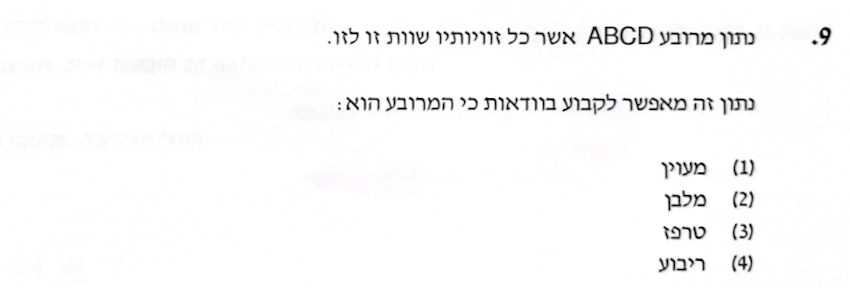 9. נתון מרובע ABCD אשר כל זוויותיו שוות זו לזו.
נתון זה מאפשר לקבוע בוודאות כי המרובע הוא:
(1) מעוין
(2) מלבן
(3) טרפז
(4) ריבוע